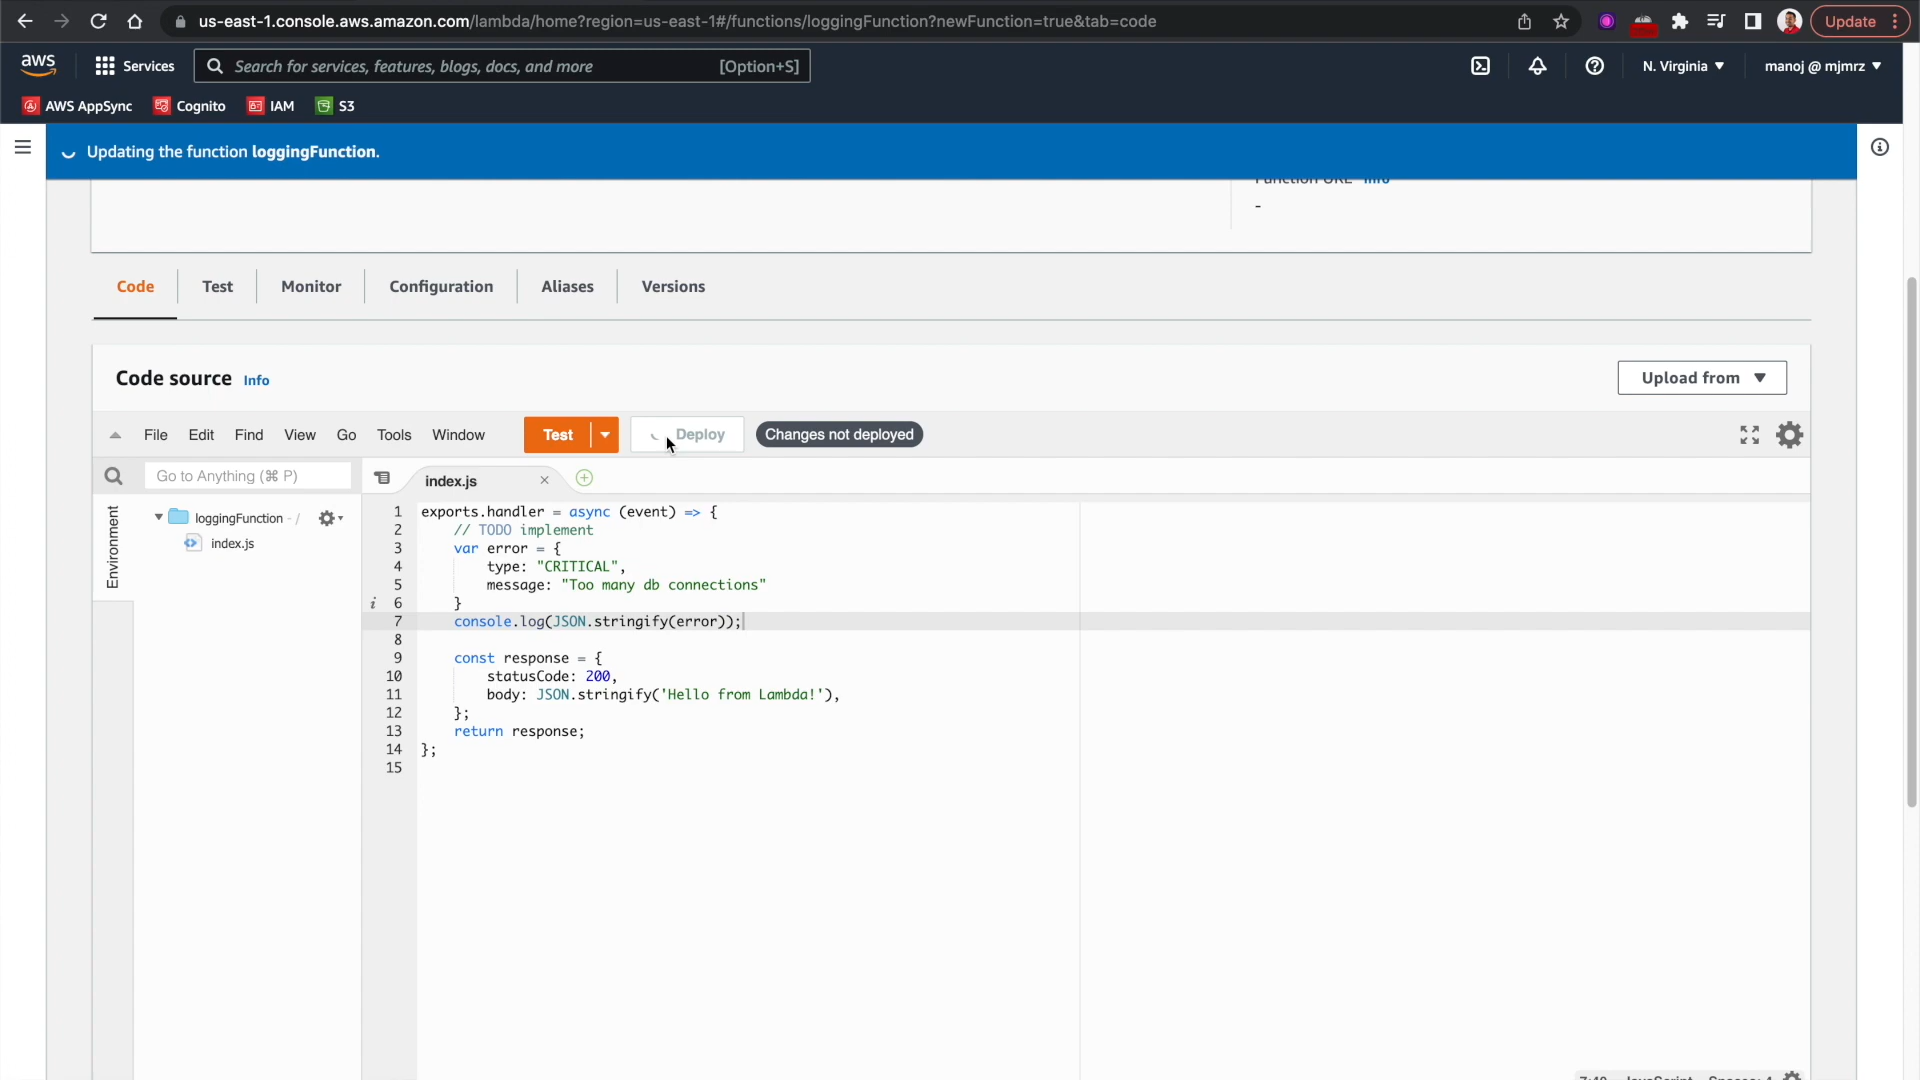 us-east-1.console.aws.amazon.com/lambda/home?region=us-east-1#/functions/loggingFunction?newFunction=true&tab=code
Update
aws
Services
Search for services, features, blogs, docs, and more
[Option+S]
N. Virginia
manoj @ mjmrz
AWS AppSync
Cognito
IAM
S3
Updating the function loggingFunction.
Function URL Info
-
Code
Test
Monitor
Configuration
Aliases
Versions
Code source Info
Upload from
File
Edit
Find
View
Go
Tools
Window
Test
Deploy
Changes not deployed
Go to Anything (⌘ P)
index.js
Environment
loggingFunction - /
index.js
1 exports.handler = async (event) => {
2 // TODO implement
3 var error = {
4 type: "CRITICAL",
5 message: "Too many db connections"
i 6 }
7 console.log(JSON.stringify(error));
8
9 const response = {
10 statusCode: 200,
11 body: JSON.stringify('Hello from Lambda!'),
12 };
13 return response;
14 };
15